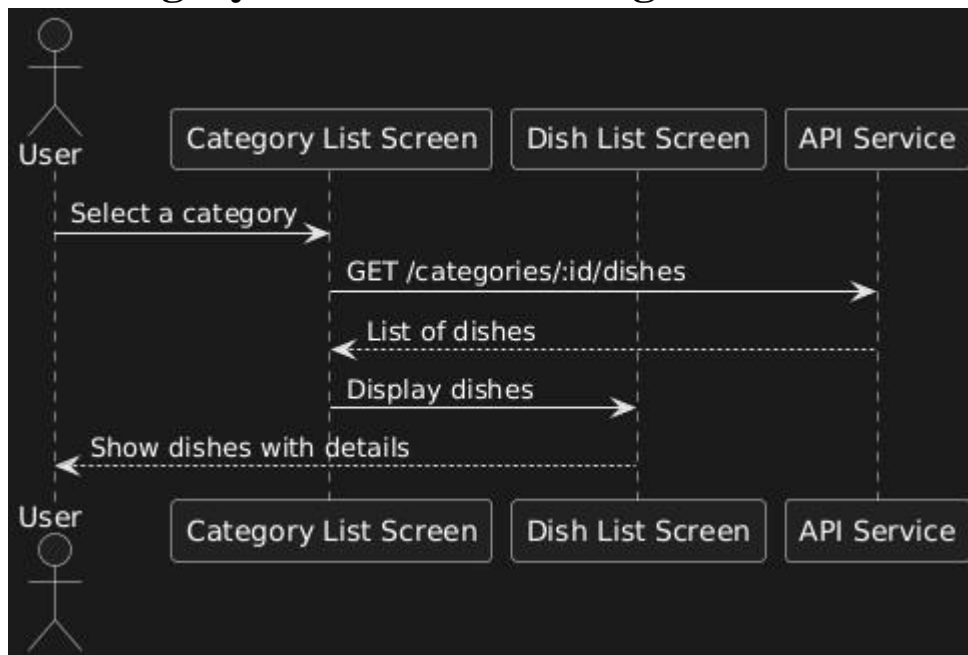 User
Category List Screen
Dish List Screen
API Service
Select a category
GET /categories/:id/dishes
List of dishes
Display dishes
Show dishes with details
User
Category List Screen
Dish List Screen
API Service